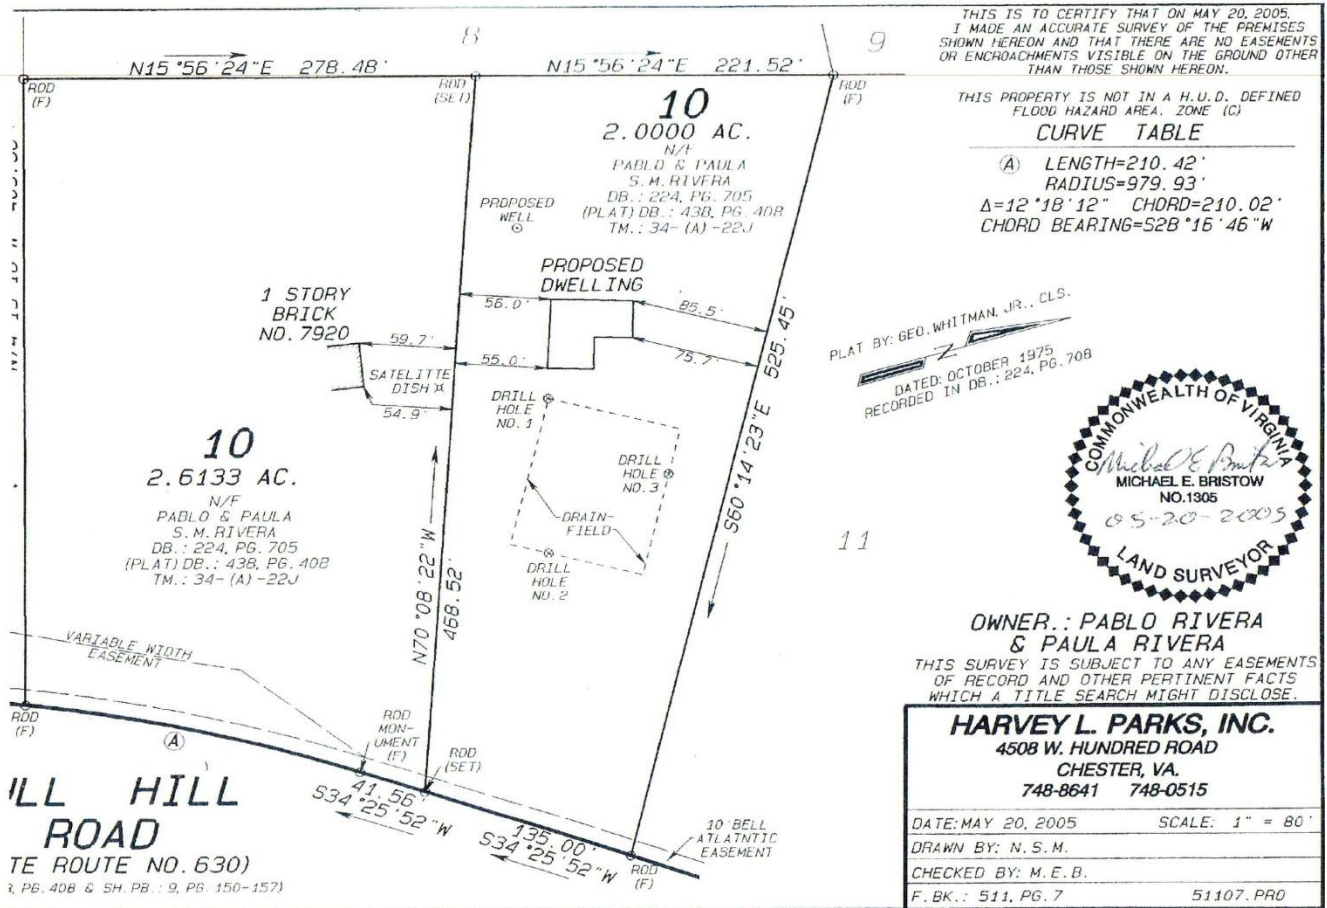 THIS IS TO CERTIFY THAT ON MAY 20, 2005,
I MADE AN ACCURATE SURVEY OF THE PREMISES
SHOWN HEREON AND THAT THERE ARE NO EASEMENTS
OR ENCROACHMENTS VISIBLE ON THE GROUND OTHER
THAN THOSE SHOWN HEREON.
THIS PROPERTY IS NOT IN A H.U.D. DEFINED
FLOOD HAZARD AREA. ZONE (C)
CURVE TABLE
(A) LENGTH=210.42'
RADIUS=979.93'
Δ=12°18'12" CHORD=210.02'
CHORD BEARING=S28°16'46"W
8
9
N15°56'24"E 278.48'
N15°56'24"E 221.52'
ROD
(F)
ROD
(SET)
ROD
(F)
10
2.0000 AC.
N/F
PABLO & PAULA
S.M.RIVERA
DB.: 224, PG. 705
(PLAT) DB.: 438, PG. 408
TM.: 34-(A)-22J
PROPOSED
WELL
PROPOSED
DWELLING
56.0'
85.5'
55.0'
75.7'
1 STORY
BRICK
NO. 7920
59.7'
SATELITTE
DISH
54.9'
DRILL
HOLE
NO. 1
DRILL
HOLE
NO. 3
DRAIN-
FIELD
DRILL
HOLE
NO. 2
S60°14'23"E 525.45'
N70°08'22"W
468.52'
11
10
2.6133 AC.
N/F
PABLO & PAULA
S.M.RIVERA
DB.: 224, PG. 705
(PLAT) DB.: 438, PG. 408
TM.: 34-(A)-22J
PLAT BY: GEO. WHITMAN, JR., CLS.
N
DATED: OCTOBER 1975
RECORDED IN DB.: 224, PG. 708
COMMONWEALTH OF VIRGINIA
Michael E Bristow
MICHAEL E. BRISTOW
NO.1305
05-20-2005
LAND SURVEYOR
VARIABLE WIDTH
EASEMENT
ROD
(F)
(A)
ROD
MON-
UMENT
(F)
ROD
(SET)
41.56'
S34°25'52"W
135.00'
S34°25'52"W
ROD
(F)
10' BELL
ATLATNTIC
EASEMENT
HILL
ROAD
ROUTE NO. 630)
PG. 408 & SH. PB.: 9, PG. 150-157)
OWNER.: PABLO RIVERA
& PAULA RIVERA
THIS SURVEY IS SUBJECT TO ANY EASEMENTS
OF RECORD AND OTHER PERTINENT FACTS
WHICH A TITLE SEARCH MIGHT DISCLOSE.
HARVEY L. PARKS, INC.
4508 W. HUNDRED ROAD
CHESTER, VA.
748-8641 748-0515
DATE: MAY 20, 2005 SCALE: 1" = 80'
DRAWN BY: N.S.M.
CHECKED BY: M.E.B.
F.BK.: 511, PG. 7 51107.PRO